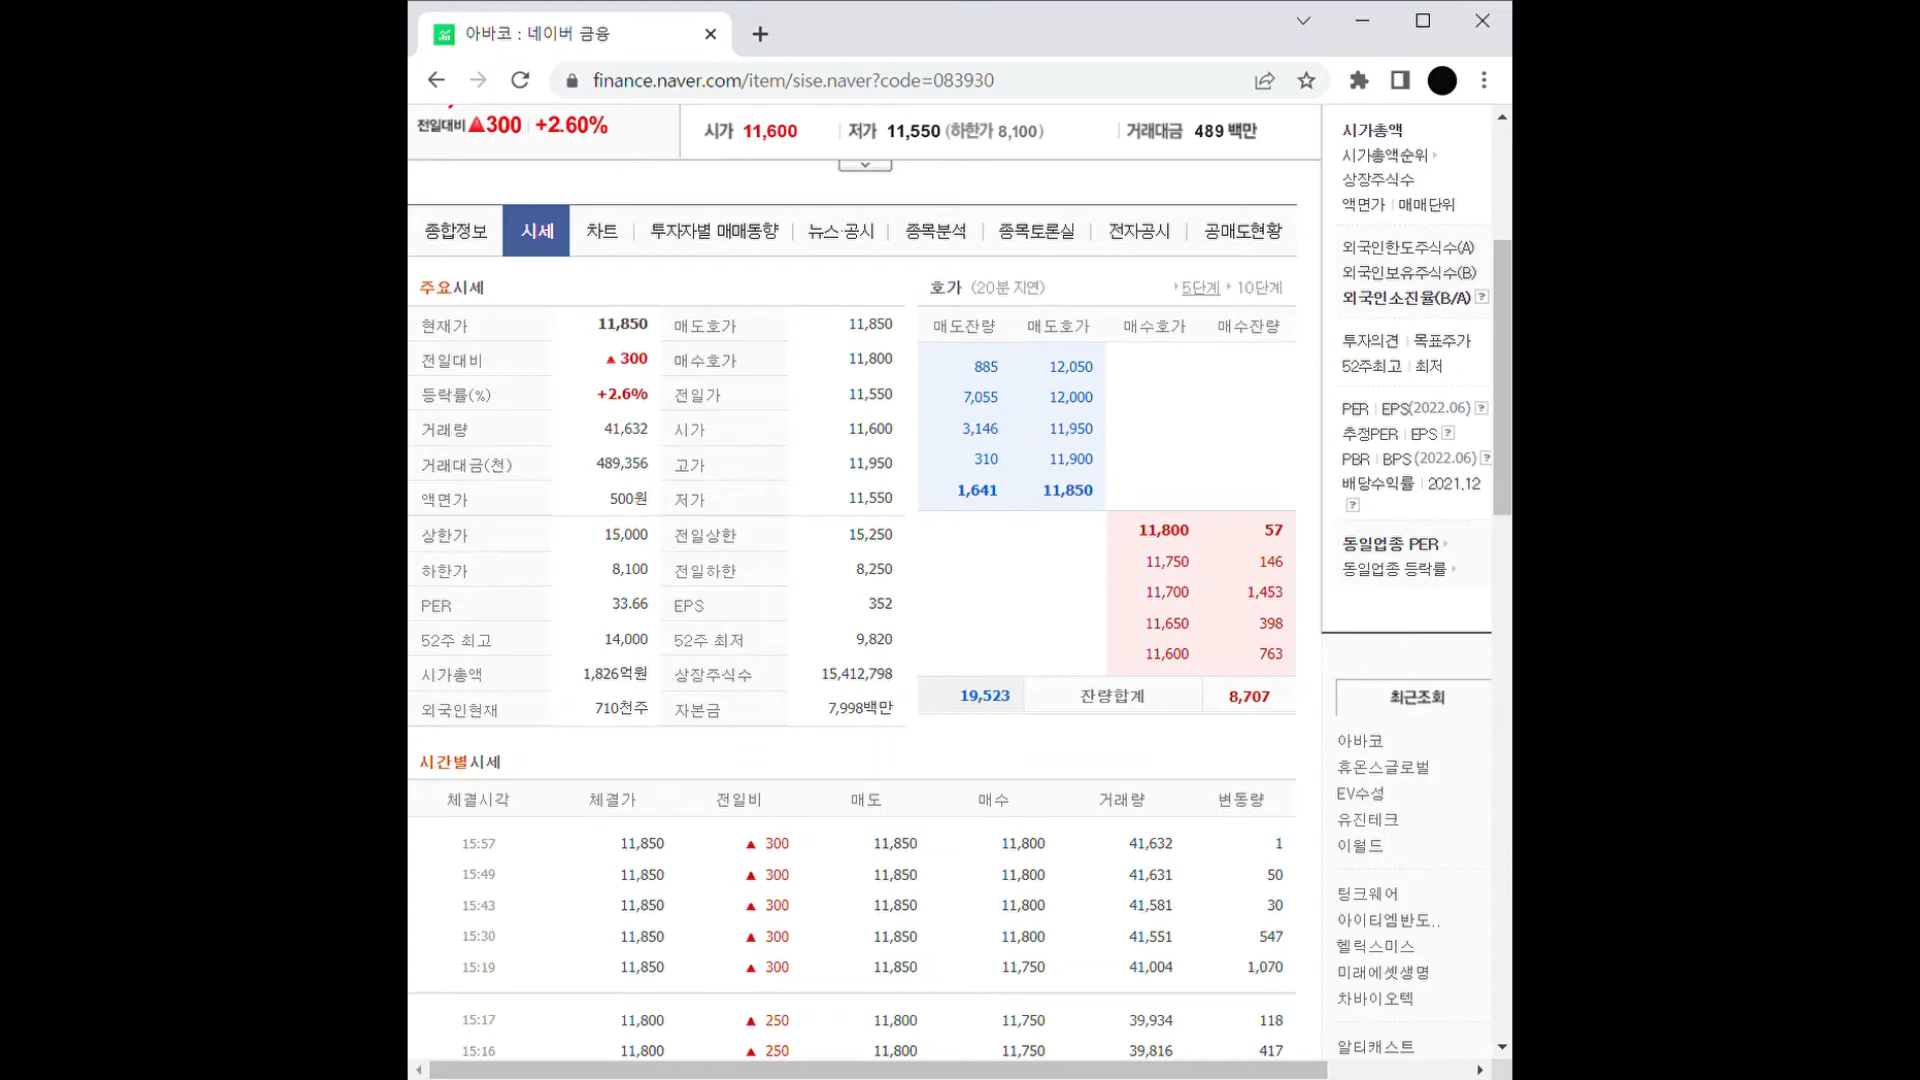 아바코 : 네이버 금융
finance.naver.com/item/sise.naver?code=083930
전일대비 ▲300 +2.60%
시가 11,600 저가 11,550 (하한가 8,100) 거래대금 489 백만
종합정보 시세 차트 투자자별 매매동향 뉴스·공시 종목분석 종목토론실 전자공시 공매도현황
주요시세
현재가 11,850 매도호가 11,850
전일대비 ▲ 300 매수호가 11,800
등락률(%) +2.6% 전일가 11,550
거래량 41,632 시가 11,600
거래대금(천) 489,356 고가 11,950
액면가 500원 저가 11,550
상한가 15,000 전일상한 15,250
하한가 8,100 전일하한 8,250
PER 33.66 EPS 352
52주 최고 14,000 52주 최저 9,820
시가총액 1,826억원 상장주식수 15,412,798
외국인현재 710천주 자본금 7,998백만
호가 (20분 지연) 5단계 10단계
매도잔량 매도호가 매수호가 매수잔량
885 12,050
7,055 12,000
3,146 11,950
310 11,900
1,641 11,850
11,800 57
11,750 146
11,700 1,453
11,650 398
11,600 763
19,523 잔량합계 8,707
시간별시세
체결시각 체결가 전일비 매도 매수 거래량 변동량
15:57 11,850 ▲ 300 11,850 11,800 41,632 1
15:49 11,850 ▲ 300 11,850 11,800 41,631 50
15:43 11,850 ▲ 300 11,850 11,800 41,581 30
15:30 11,850 ▲ 300 11,850 11,800 41,551 547
15:19 11,850 ▲ 300 11,850 11,750 41,004 1,070
15:17 11,800 ▲ 250 11,800 11,750 39,934 118
15:16 11,800 ▲ 250 11,800 11,750 39,816 417
시가총액
시가총액순위
상장주식수
액면가 매매단위
외국인한도주식수(A)
외국인보유주식수(B)
외국인소진율(B/A) ?
투자의견 목표주가
52주최고 최저
PER EPS(2022.06) ?
추정PER EPS ?
PBR BPS(2022.06) ?
배당수익률 2021.12
?
동일업종 PER
동일업종 등락률
최근조회
아바코
휴온스글로벌
EV수성
유진테크
이월드
팅크웨어
아이티엠반도..
헬릭스미스
미래에셋생명
차바이오텍
알티캐스트